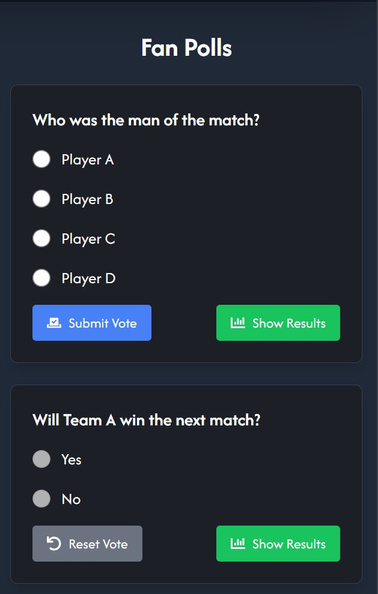 Fan Polls
Who was the man of the match?
Player A
Player B
Player C
Player D
Submit Vote
Show Results
Will Team A win the next match?
Yes
No
Reset Vote
Show Results